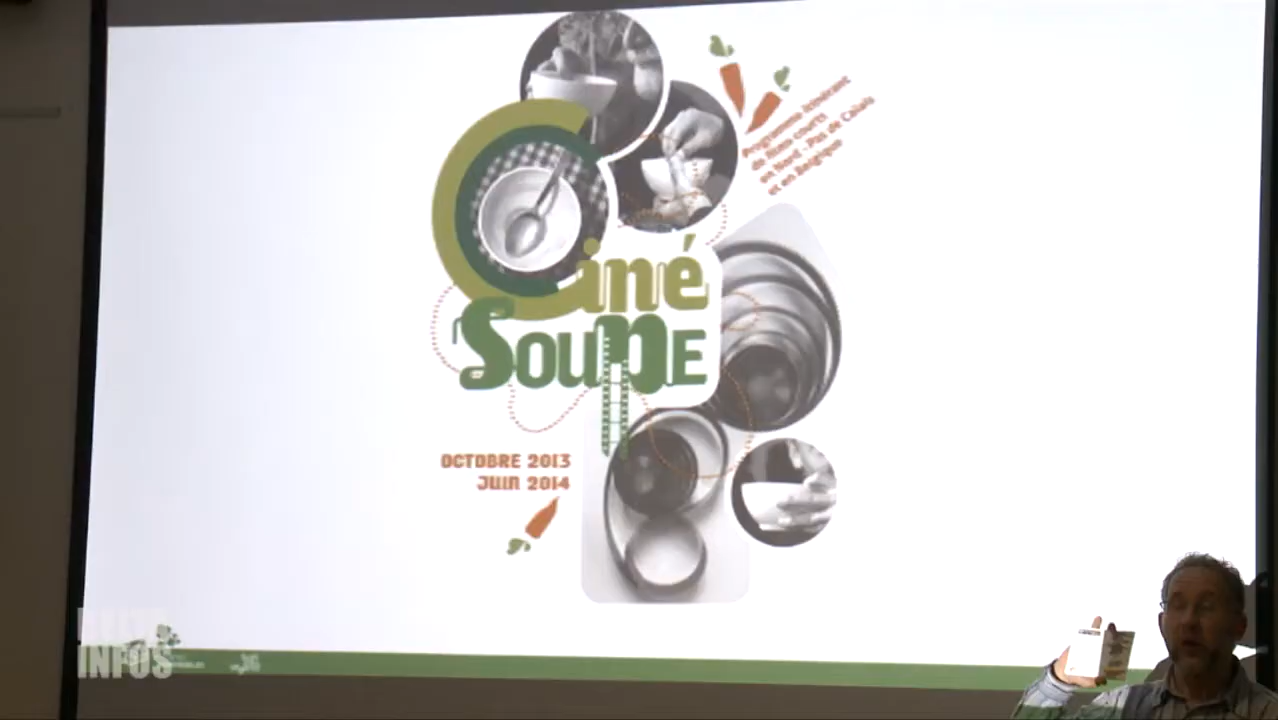 Programme itinérant
de films courts
en Nord - Pas de Calais
et en Belgique
Ciné
Soupe
OCTOBRE 2013
JUIN 2014
INFOS